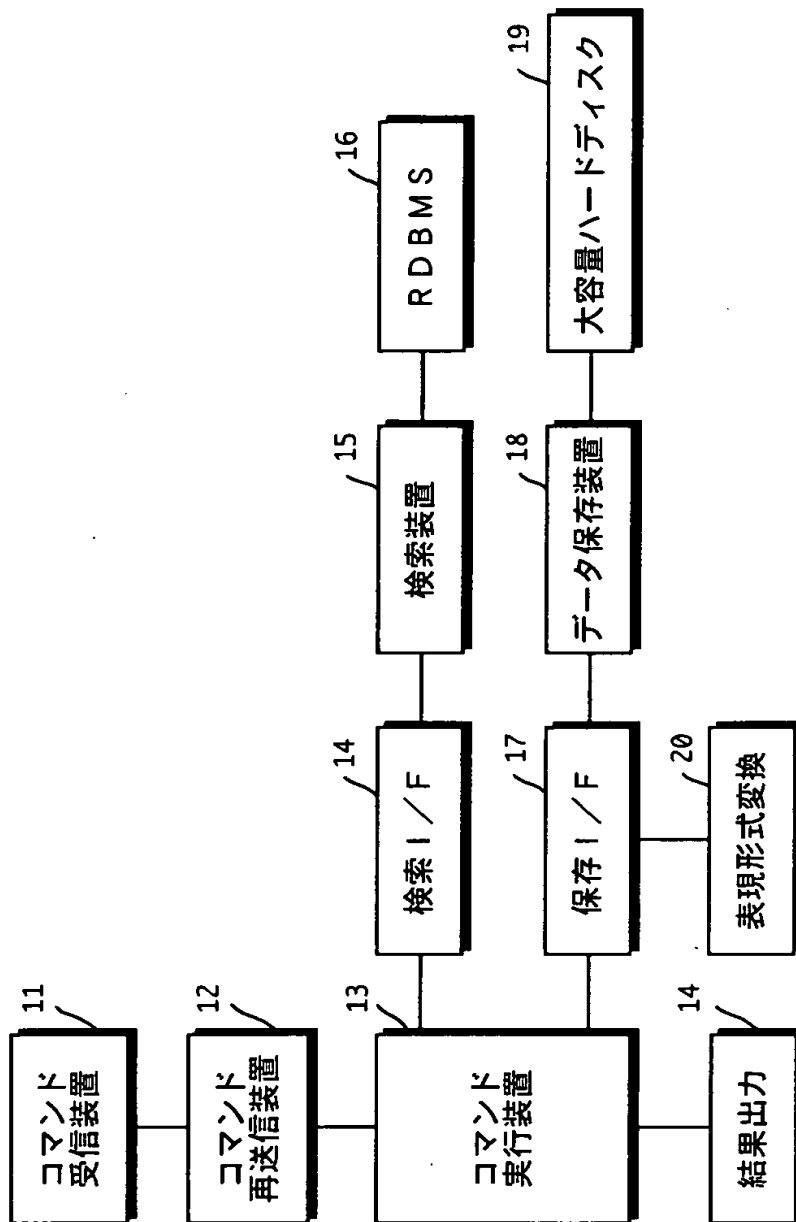 11
コマンド
受信装置
12
コマンド
再送信装置
13
コマンド
実行装置
14
結果出力
14
検索I／F
15
検索装置
16
RDBMS
17
保存I／F
18
データ保存装置
19
大容量ハードディスク
20
表現形式変換